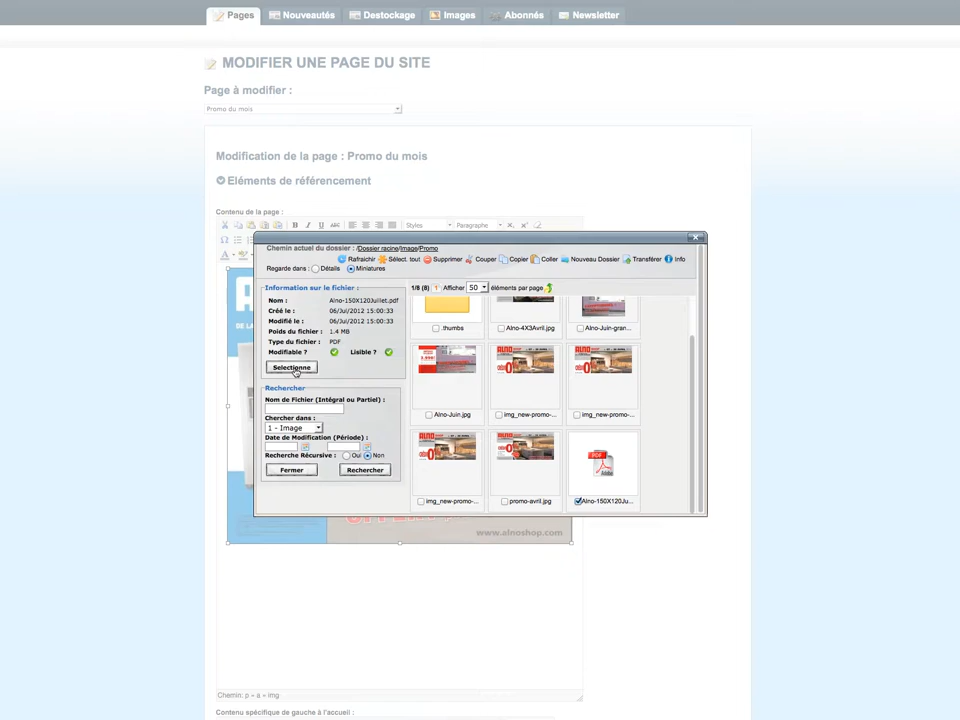 Pages Nouveautés Destockage Images Abonnés Newsletter
MODIFIER UNE PAGE DU SITE
Page à modifier :
Promo du mois
Modification de la page : Promo du mois
Eléments de référencement
Contenu de la page :
B I U ABC Styles Paragraphe
Chemin actuel du dossier : /Dossier racine/Image/Promo
Rafraichir Sélect. tout Supprimer Couper Copier Coller Nouveau Dossier Transférer Info
Regarde dans : Détails Miniatures
Information sur le fichier :
1/8 (8) 1 Afficher 50 éléments par page
Nom : Alno-150X120Juillet.pdf
Créé le : 06/Jul/2012 15:00:33
Modifié le : 06/Jul/2012 15:00:33
Poids du fichier : 1.4 MB
Type du fichier : PDF
Modifiable ? Lisible ?
Selectionne
Rechercher
Nom de Fichier (Intégral ou Partiel) :
Chercher dans :
1 - Image
Date de Modification (Période) :
Recherche Récursive : Oui Non
Fermer Rechercher
.thumbs Alno-4X3Avril.jpg Alno-Juin-gran...
Alno-Juin.jpg img_new-promo-... img_new-promo-...
PDF
Adobe
img_new-promo-... promo-avril.jpg Alno-150X120Ju...
www.alnoshop.com
Chemin: p » a » img
Contenu spécifique de gauche à l'accueil :